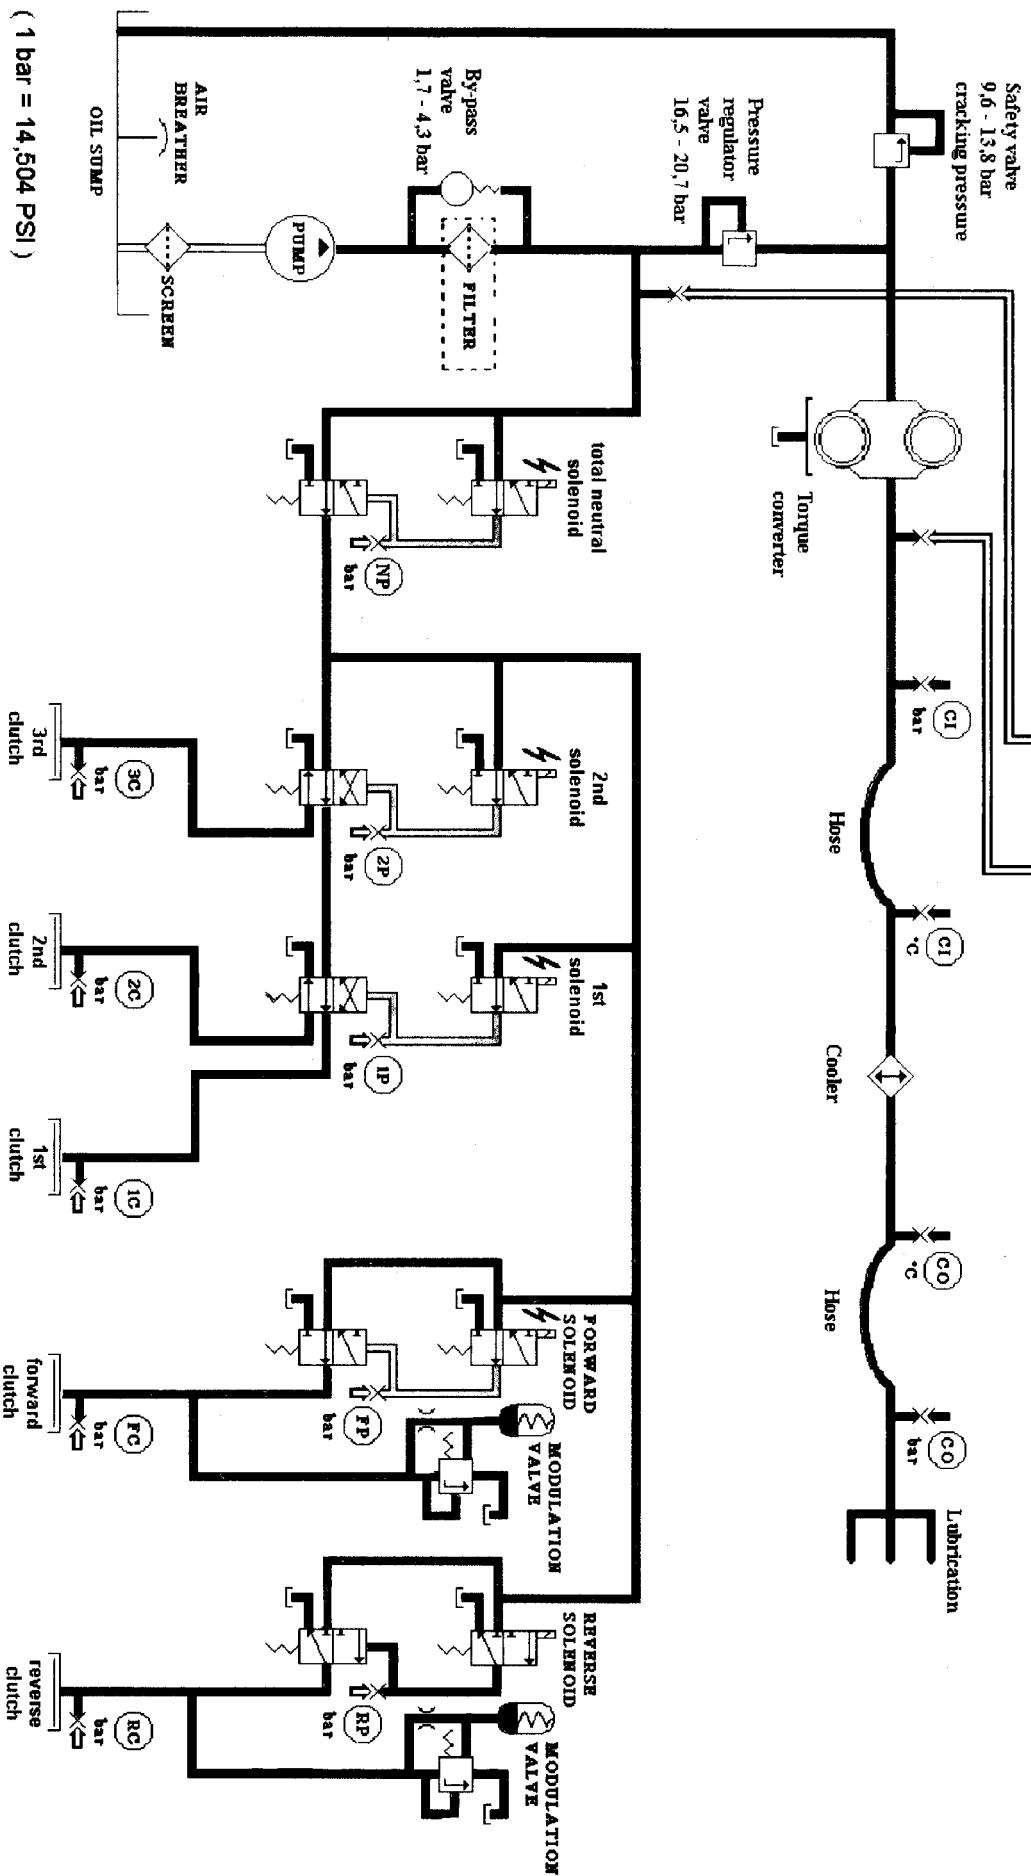 Safety valve
9,6 - 13,8 bar
cracking pressure
Pressure
regulator
valve
16,5 - 20,7 bar
By-pass
valve
1,7 - 4,3 bar
AIR
BREATHER
OIL SUMP
( 1 bar = 14,504 PSI )
SCREEN
PUMP
FILTER
Torque
converter
CI
bar
Hose
CI
°C
Cooler
CO
°C
Hose
CO
bar
Lubrication
total neutral
solenoid
NP
bar
2nd
solenoid
2P
bar
1st
solenoid
1P
bar
FORWARD
SOLENOID
FP
bar
MODULATION
VALVE
REVERSE
SOLENOID
RP
bar
MODULATION
VALVE
3rd
clutch
3C
bar
2nd
clutch
2C
bar
1st
clutch
1C
bar
forward
clutch
FC
bar
reverse
clutch
RC
bar